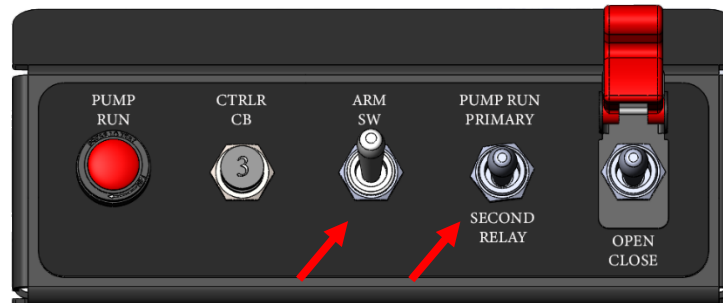 PUMP
RUN
CTRLR
CB
3
ARM
SW
PUMP RUN
PRIMARY
SECOND
RELAY
OPEN
CLOSE